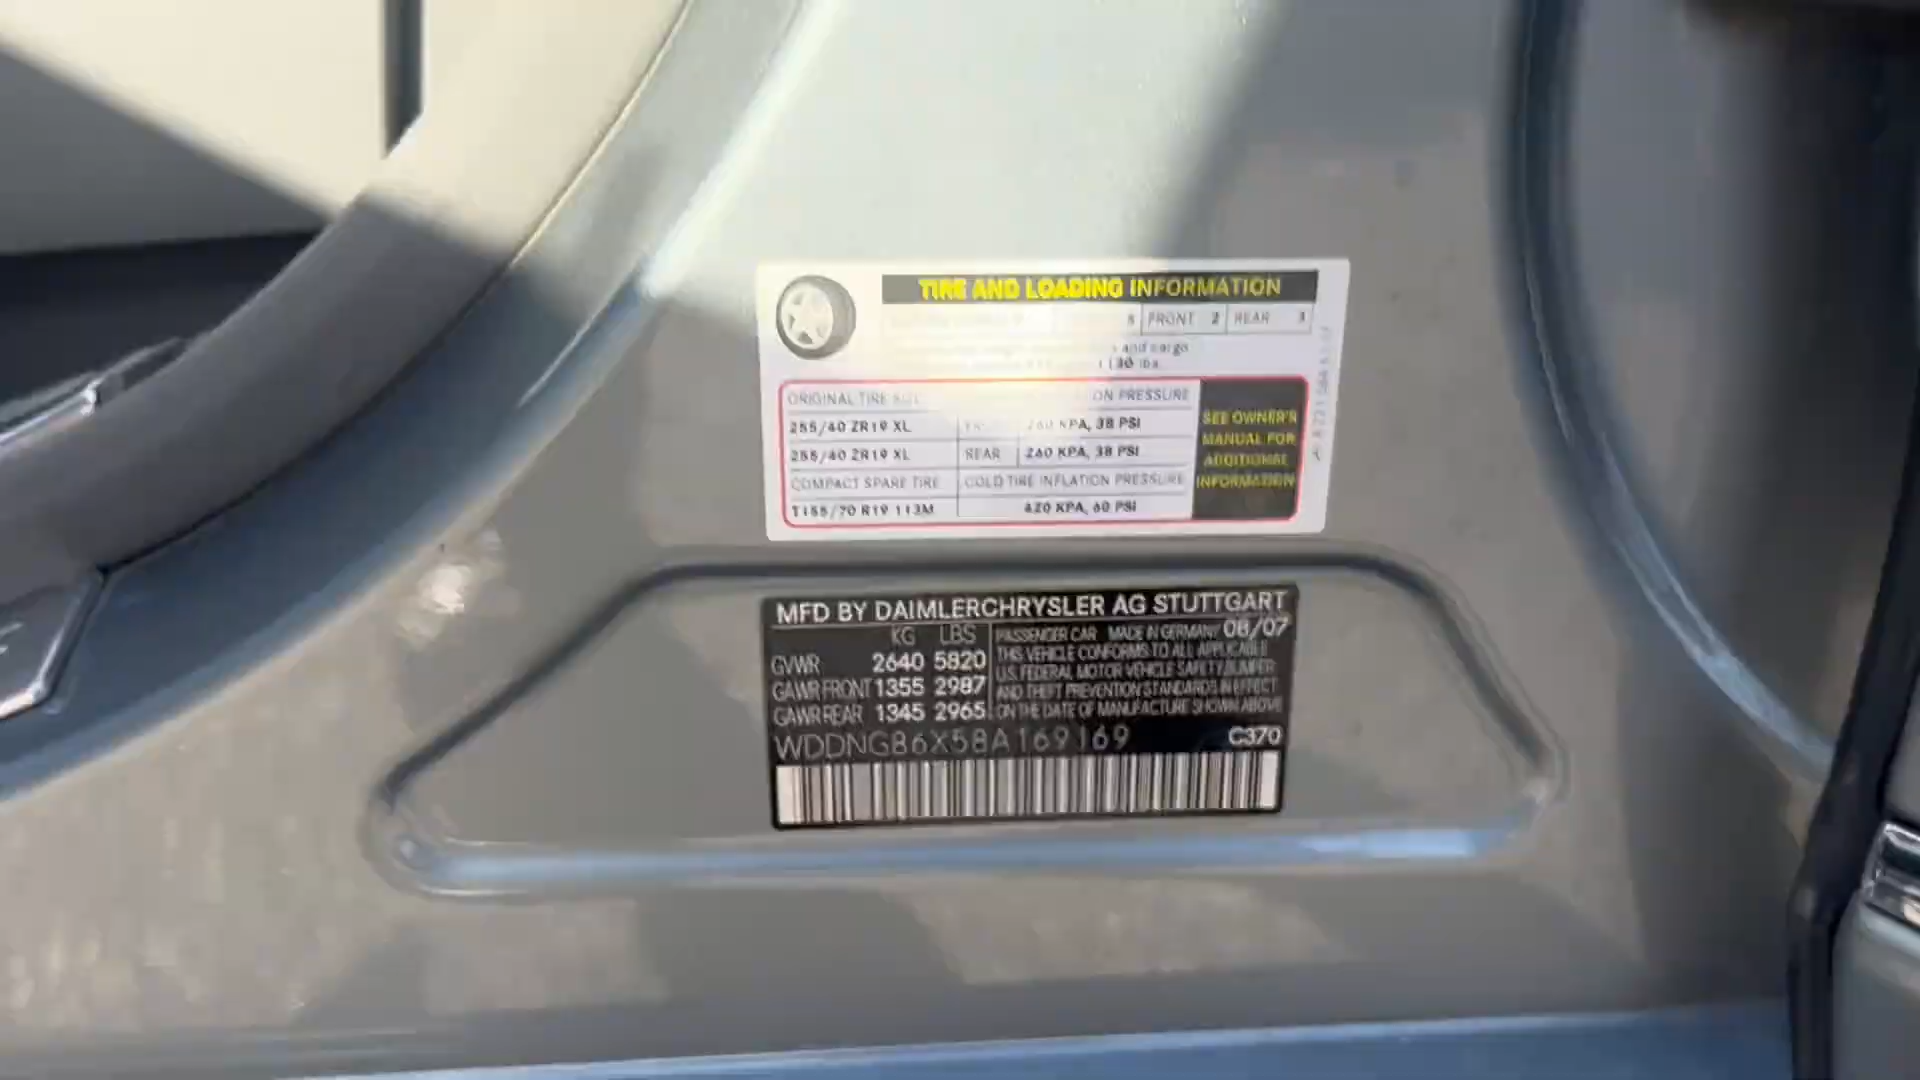 TIRE AND LOADING INFORMATION
FRONT 2 REAR 3
and cargo
ORIGINAL TIRE SIZE ON PRESSURE
255/40 ZR19 XL 260 KPA, 38 PSI
255/40 ZR19 XL REAR 260 KPA, 38 PSI
COMPACT SPARE TIRE COLD TIRE INFLATION PRESSURE
T155/70 R19 113M 420 KPA, 60 PSI
SEE OWNER'S
MANUAL FOR
ADDITIONAL
INFORMATION
MFD BY DAIMLERCHRYSLER AG STUTTGART
KG LBS
GVWR 2640 5820
GAWR FRONT 1355 2987
GAWR REAR 1345 2965
PASSENGER CAR MADE IN GERMANY 08/07
THIS VEHICLE CONFORMS TO ALL APPLICABLE
U.S. FEDERAL MOTOR VEHICLE SAFETY, BUMPER
AND THEFT PREVENTION STANDARDS IN EFFECT
ON THE DATE OF MANUFACTURE SHOWN ABOVE
WDDNG86X58A169169 C370